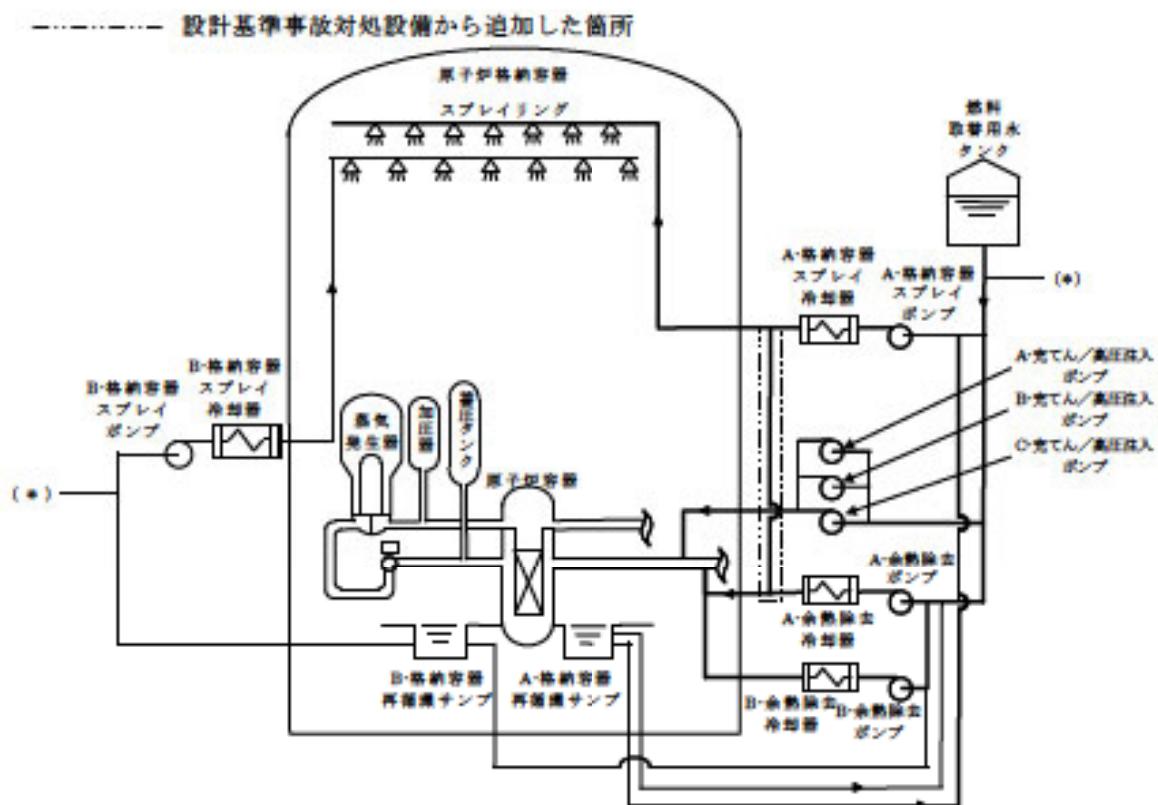 設計基準事故対処設備から追加した箇所
原子炉格納容器
スプレイリング
燃料
取替用水
タンク
A-格納容器
スプレイ
冷却器
A-格納容器
スプレイ
ポンプ
(*)
A-充てん/高圧注入
ポンプ
B-充てん/高圧注入
ポンプ
C-充てん/高圧注入
ポンプ
B-格納容器
スプレイ
ポンプ
B-格納容器
スプレイ
冷却器
(*)
蒸気
発生器
加圧器
蓄圧タンク
原子炉容器
A-余熱除去
ポンプ
A-余熱除去
冷却器
B-格納容器
再循環サンプ
A-格納容器
再循環サンプ
B-余熱除去
冷却器
B-余熱除去
ポンプ